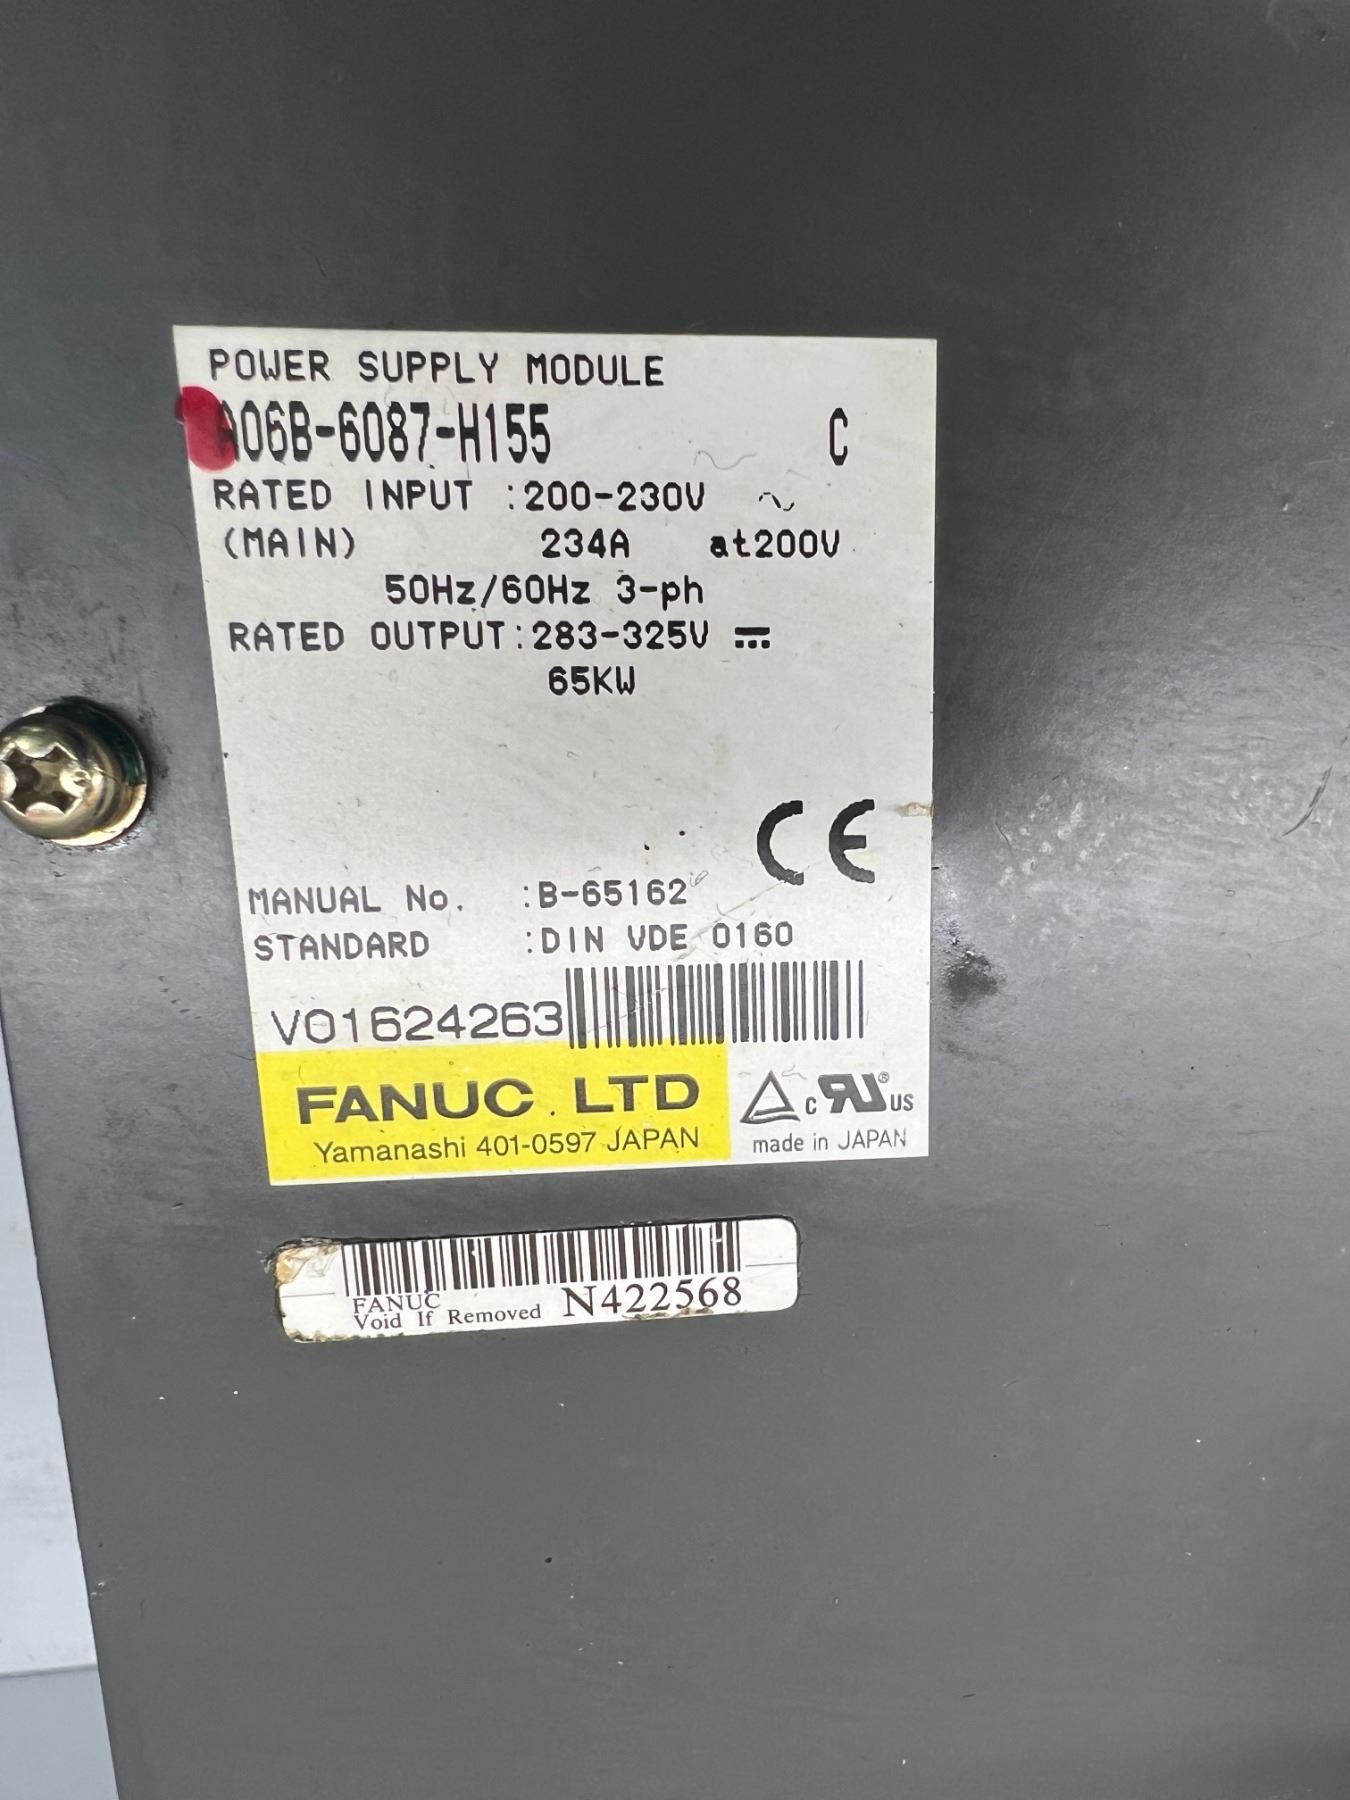 POWER SUPPLY MODULE
A06B-6087-H155 C
RATED INPUT :200-230V ~
(MAIN) 234A at200V
50Hz/60Hz 3-ph
RATED OUTPUT:283-325V ⎓
65KW
CE
MANUAL No. :B-65162
STANDARD :DIN VDE 0160
V01624263
FANUC LTD
Yamanashi 401-0597 JAPAN
c RU® US
made in JAPAN
FANUC
Void If Removed N422568